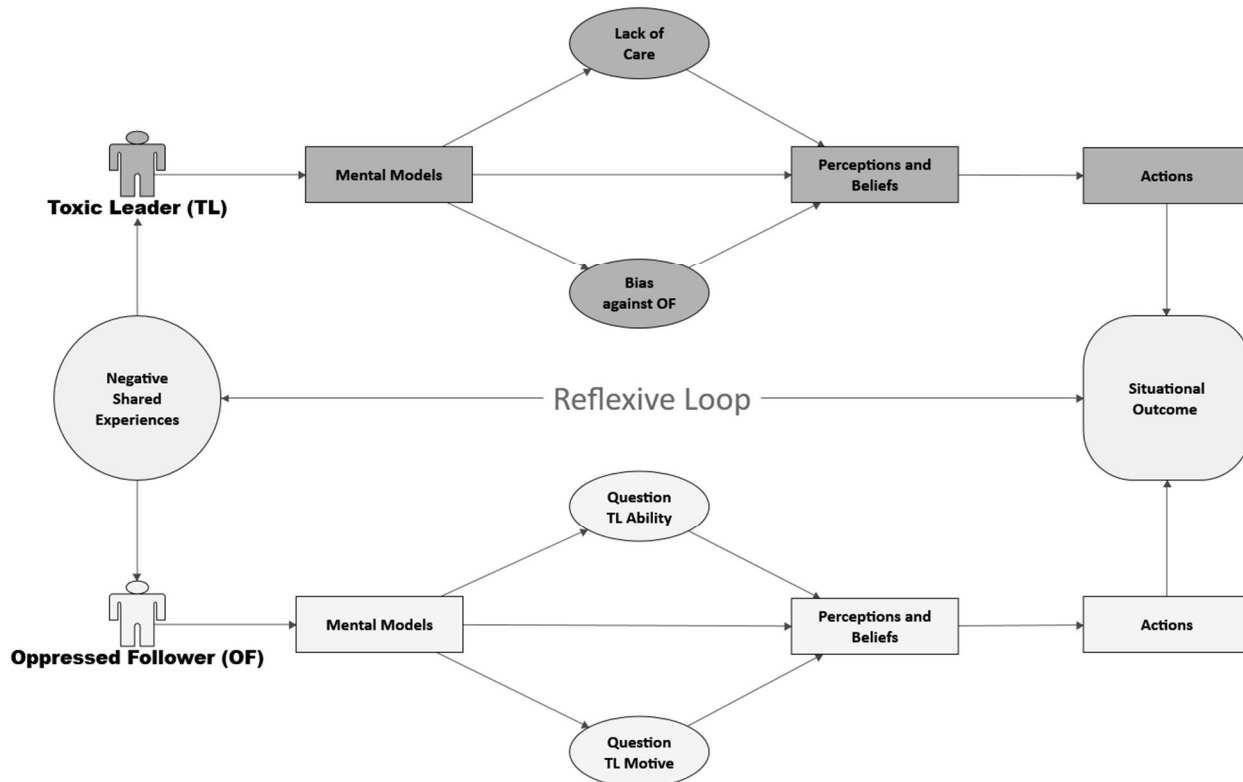 Lack of
Care
Mental Models
Perceptions and
Beliefs
Actions
Toxic Leader (TL)
Bias
against OF
Negative
Shared
Experiences
Reflexive Loop
Situational
Outcome
Question
TL Ability
Mental Models
Perceptions and
Beliefs
Actions
Oppressed Follower (OF)
Question
TL Motive